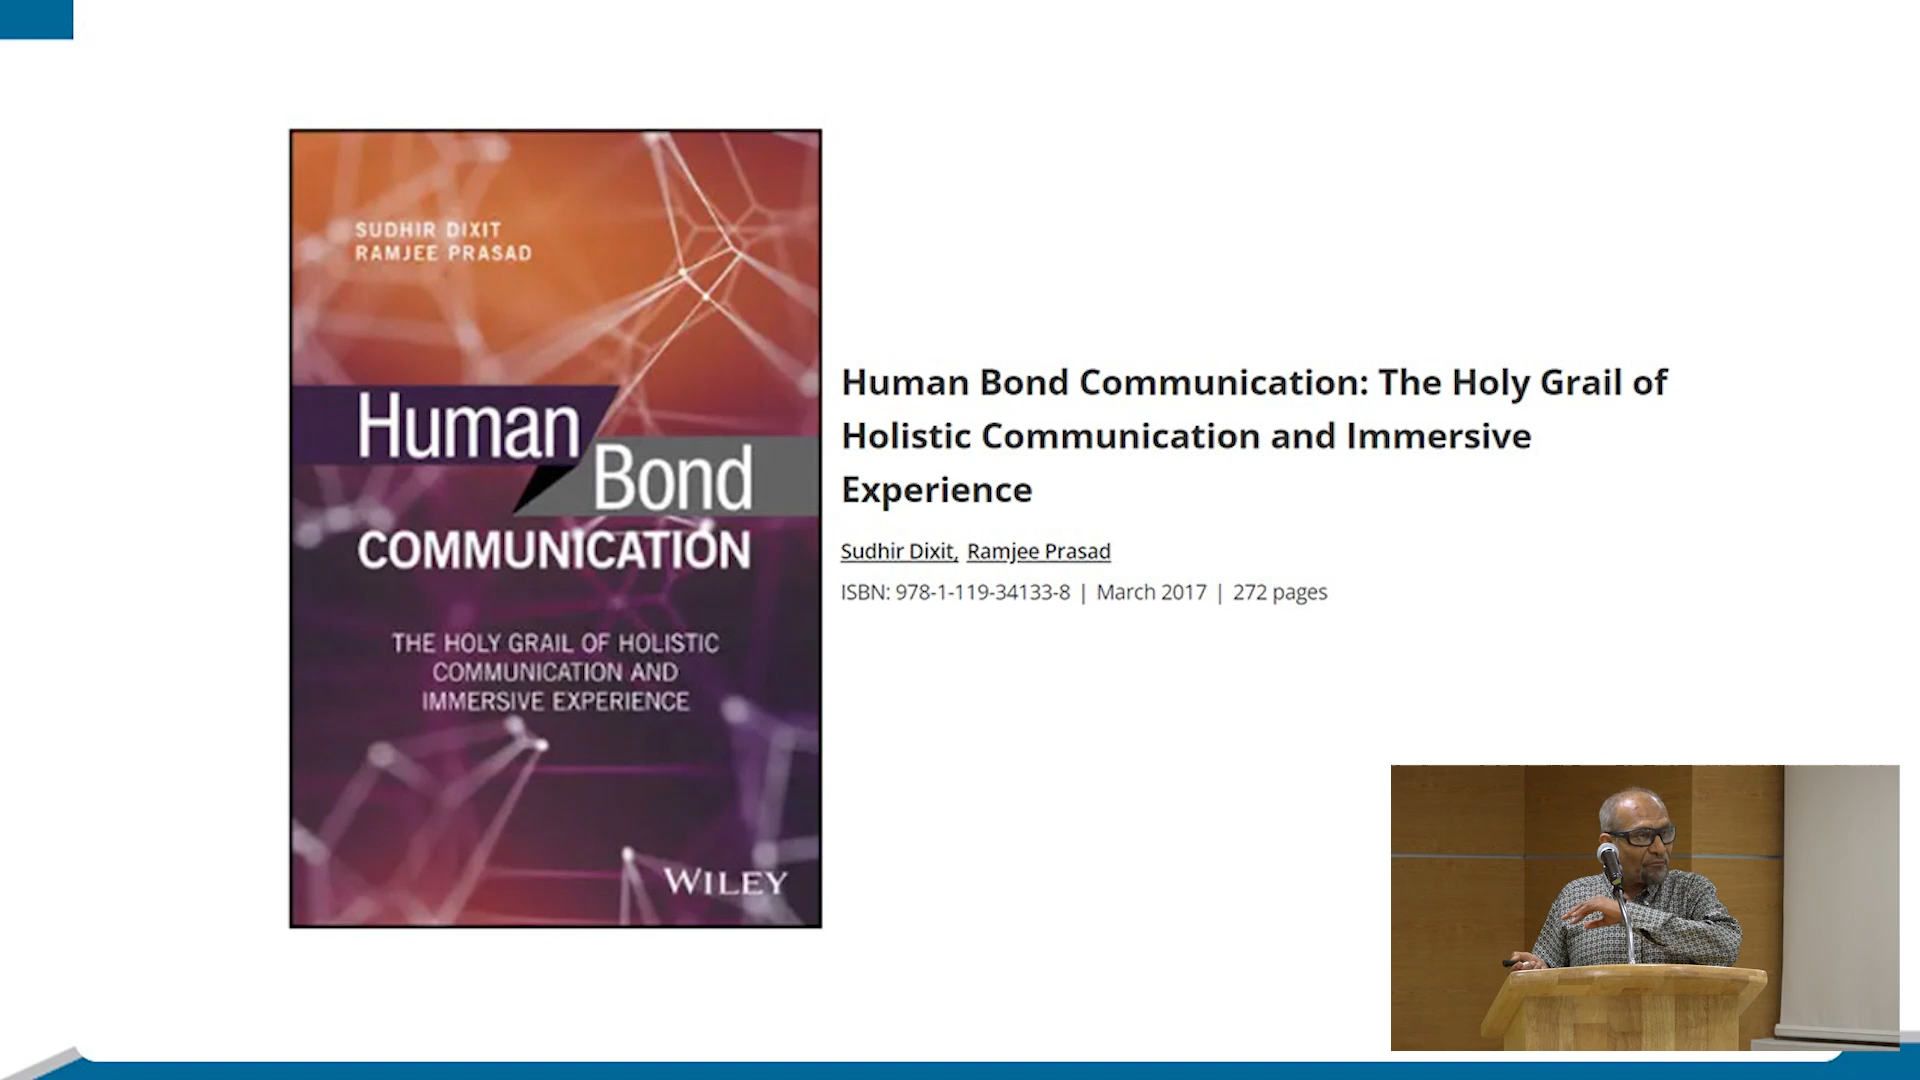 SUDHIR DIXIT
RAMJEE PRASAD
Human
Bond
COMMUNICATION
THE HOLY GRAIL OF HOLISTIC
COMMUNICATION AND
IMMERSIVE EXPERIENCE
WILEY
Human Bond Communication: The Holy Grail of
Holistic Communication and Immersive
Experience
Sudhir Dixit, Ramjee Prasad
ISBN: 978-1-119-34133-8 | March 2017 | 272 pages